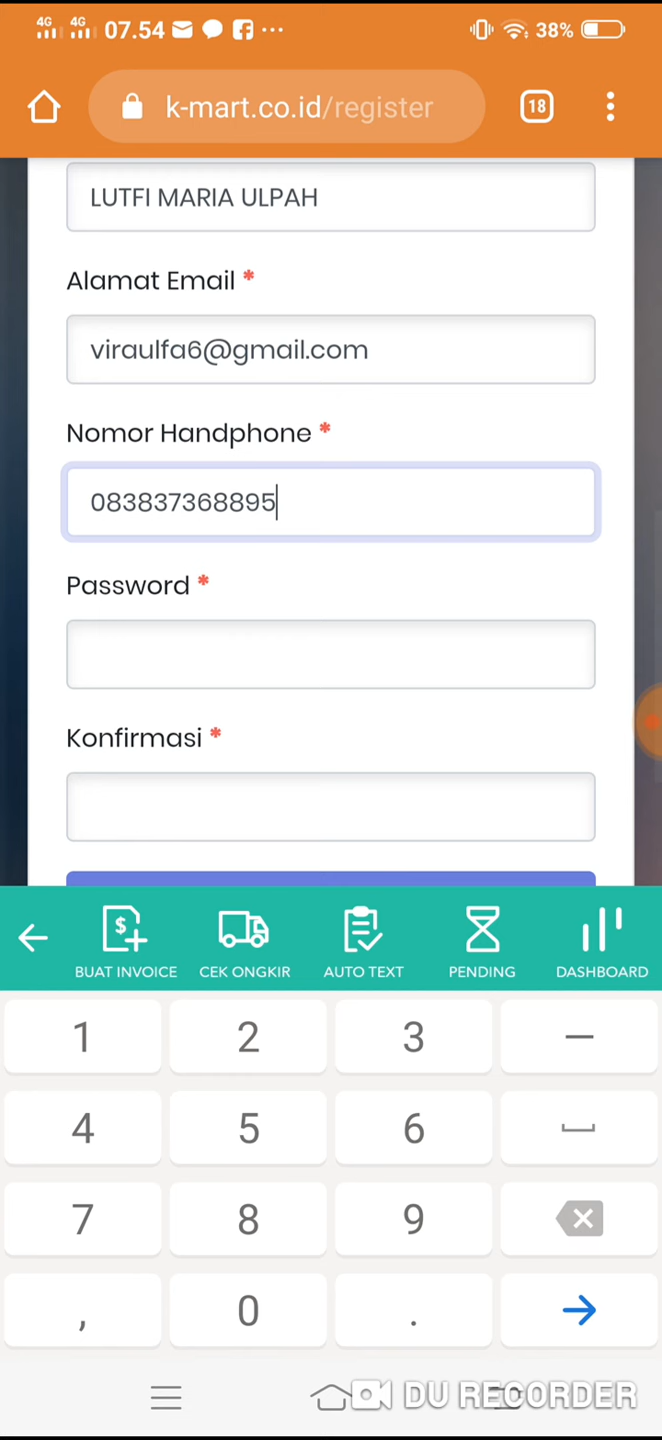 4G 4G 07.54 ... 38%
k-mart.co.id/register 18
LUTFI MARIA ULPAH
Alamat Email *
viraulfa6@gmail.com
Nomor Handphone *
083837368895
Password *
Konfirmasi *
BUAT INVOICE CEK ONGKIR AUTO TEXT PENDING DASHBOARD
1 2 3 —
4 5 6
7 8 9
, 0 .
DU RECORDER